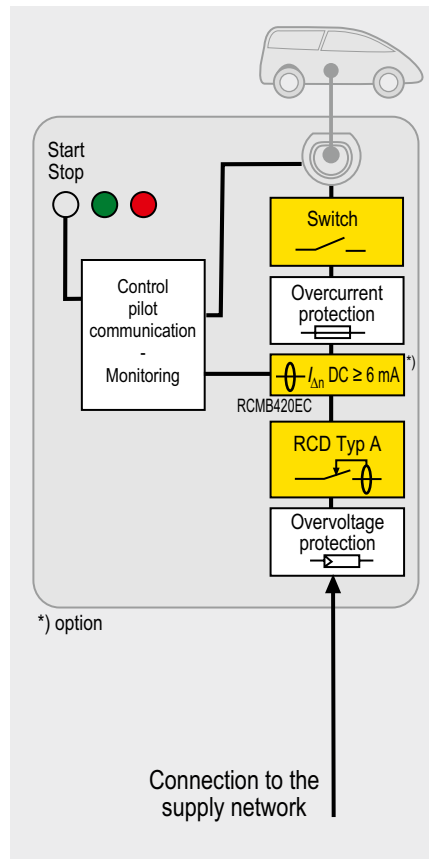 Start
Stop
Switch
Control
pilot
communication
-
Monitoring
Overcurrent
protection
IΔn DC ≥ 6 mA
*)
RCMB420EC
RCD Typ A
Overvoltage
protection
*) option
Connection to the
supply network